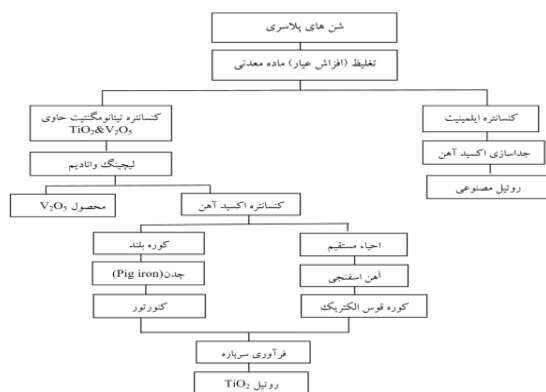 شن های پلاسری
تغلیظ (افزاش عیار) ماده معدنی
کنسانتره ایلمینیت
کنسانتره تیتانومگنتیت حاوی
TiO2&V2O5
جداسازی اکسید آهن
لیچینگ وانادیم
روتیل مصنوعی
کنسانتره اکسید آهن
محصول V2O5
احیاء مستقیم
کوره بلند
آهن اسفنجی
چدن(Pig iron)
کوره قوس الکتریک
کنورتور
فرآوری سرباره
روتیل TiO2